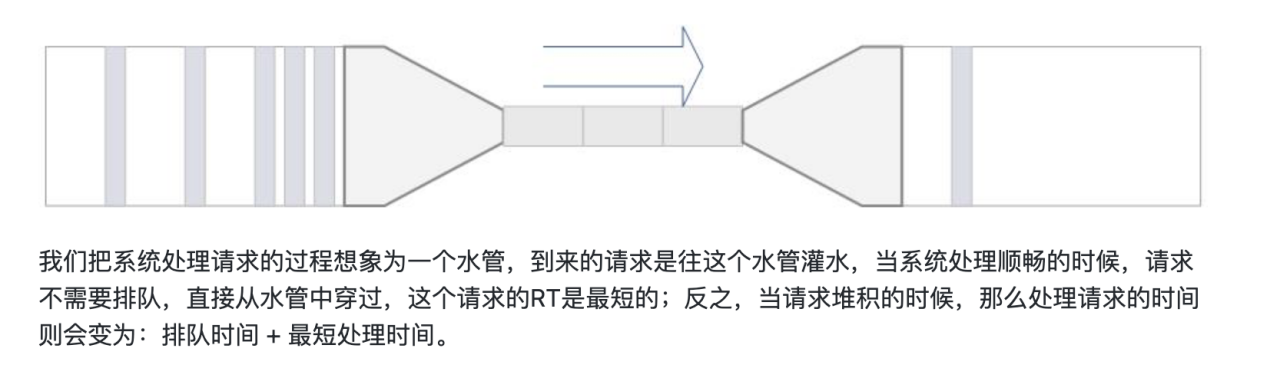 我们把系统处理请求的过程想象为一个水管，到来的请求是往这个水管灌水，当系统处理顺畅的时候，请求
不需要排队，直接从水管中穿过，这个请求的RT是最短的；反之，当请求堆积的时候，那么处理请求的时间
则会变为：排队时间 + 最短处理时间。